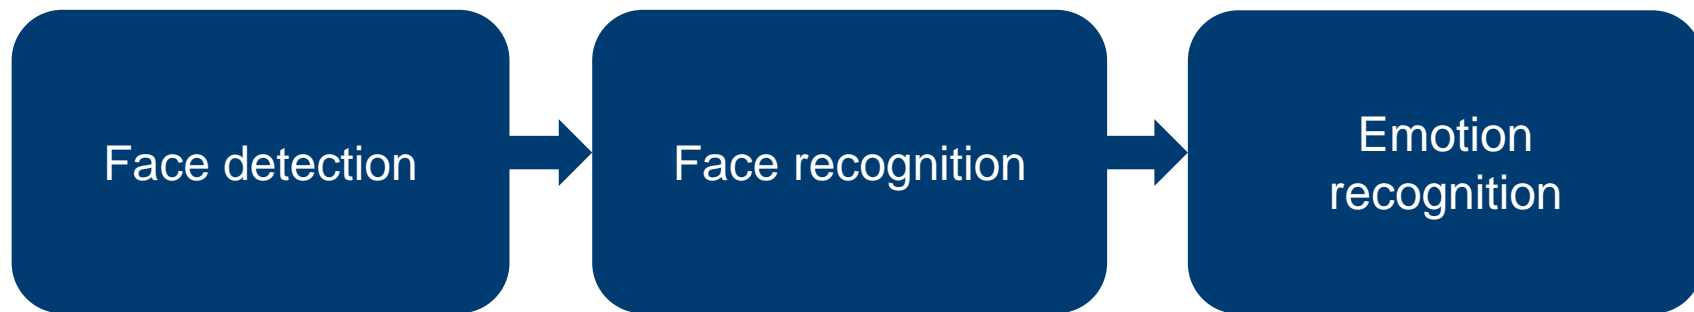 Face detection
Face recognition
Emotion
recognition